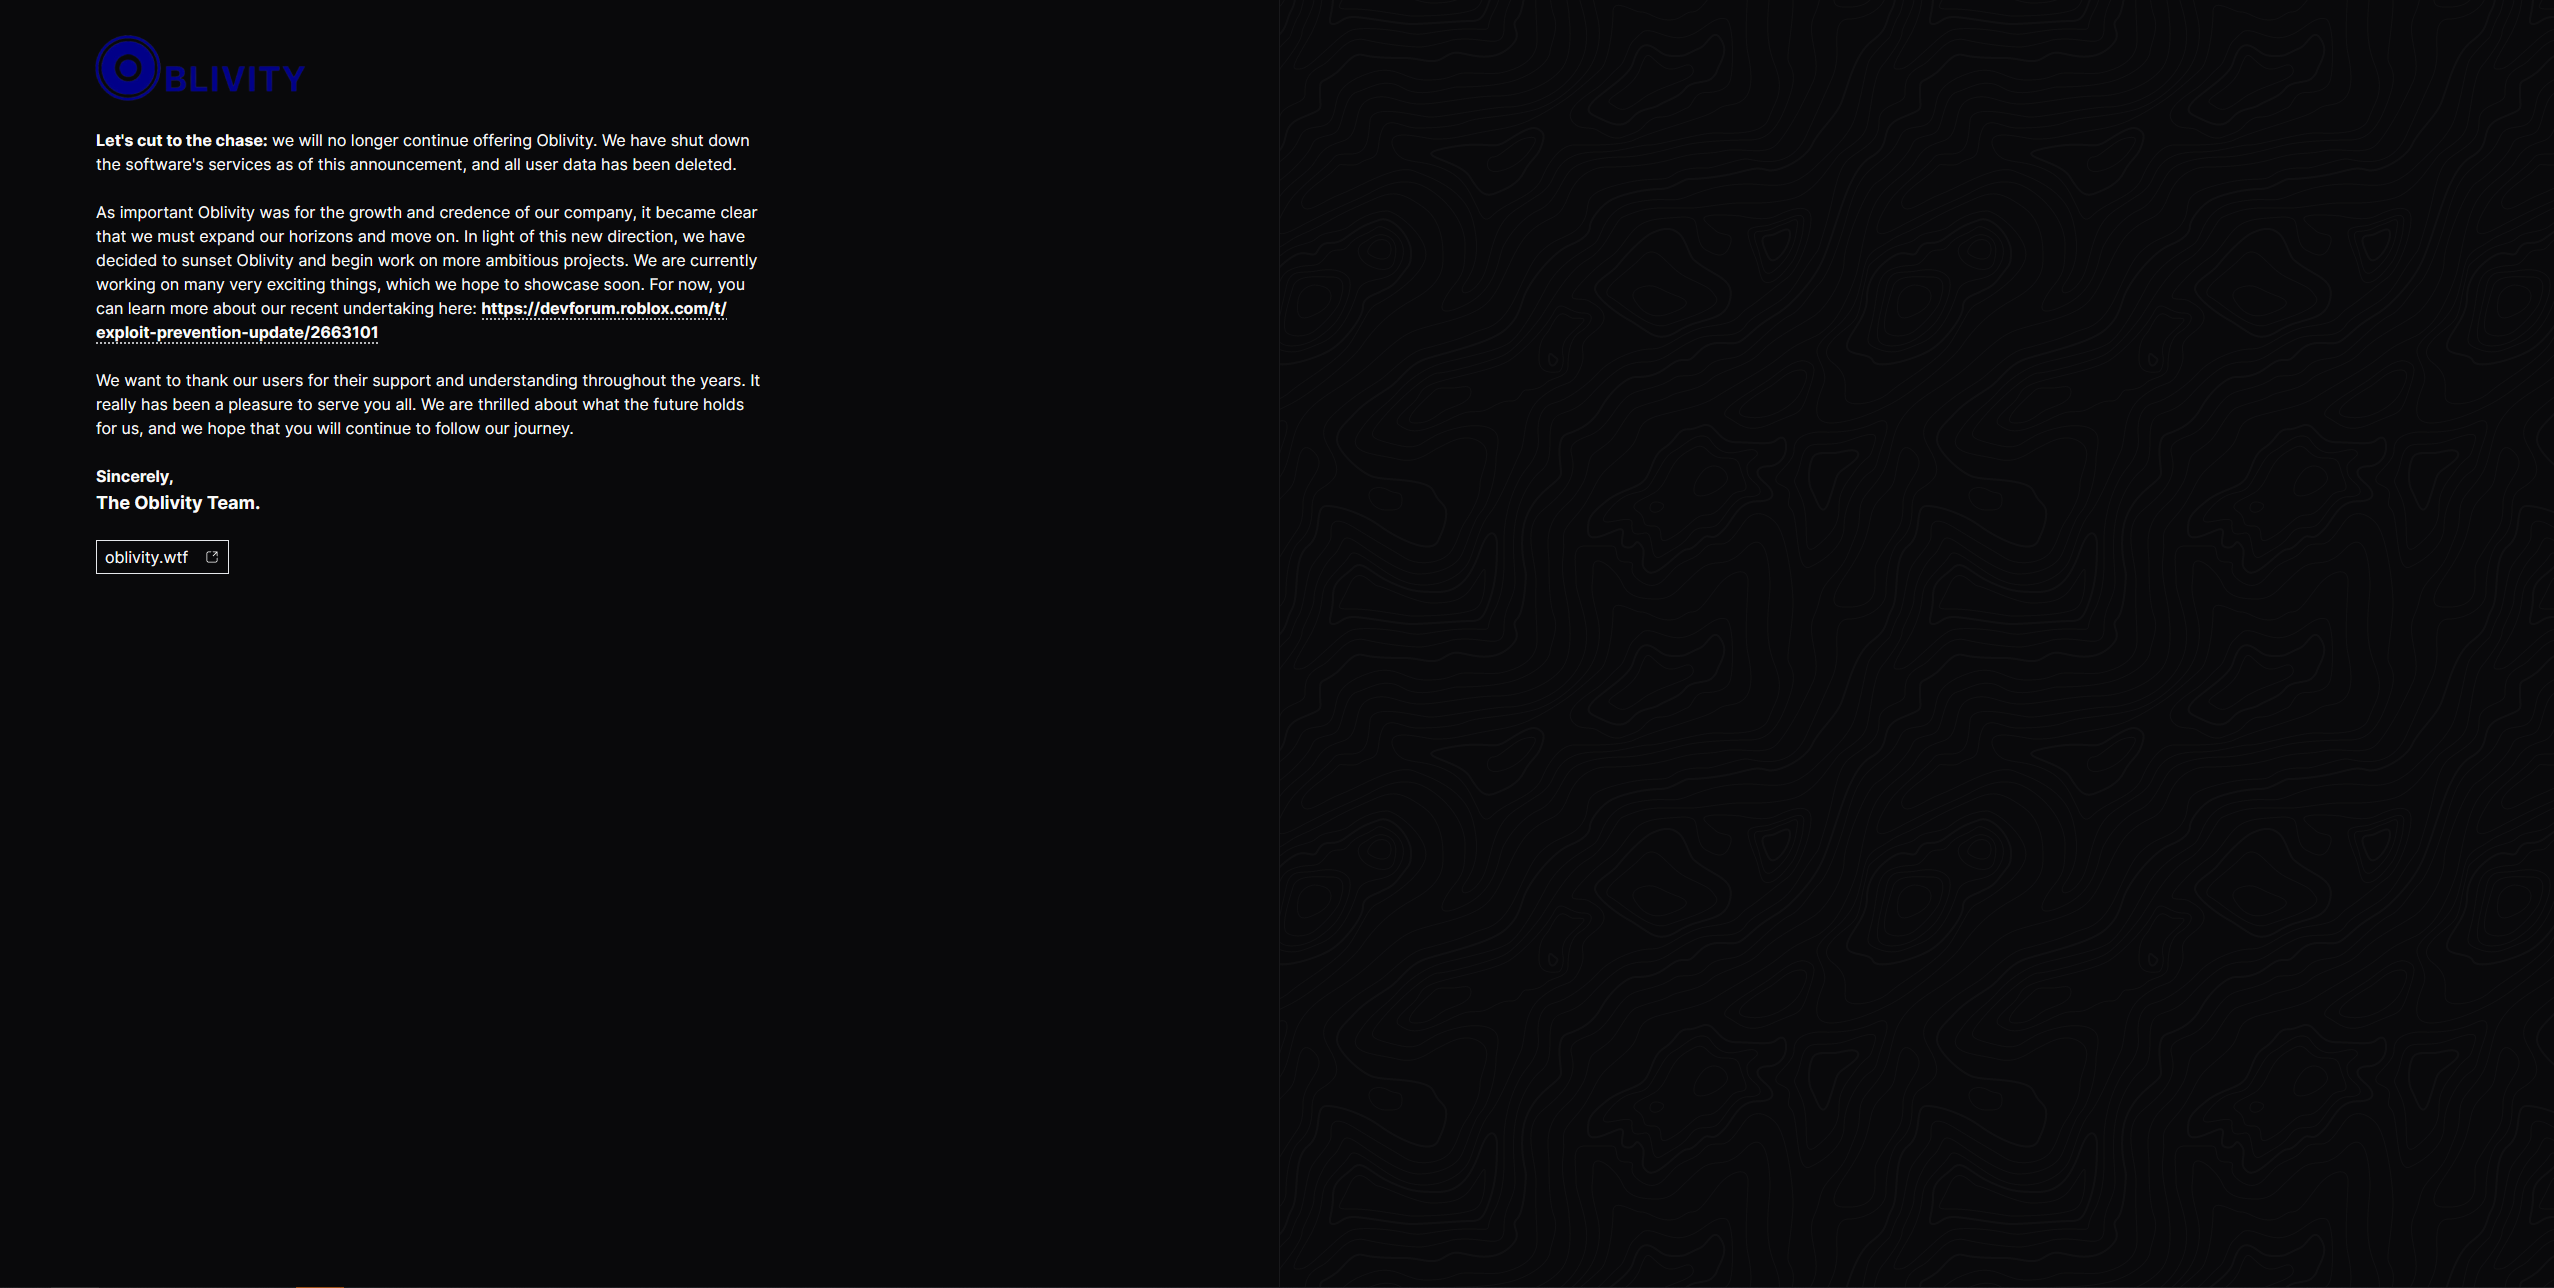 OBLIVITY
Let's cut to the chase: we will no longer continue offering Oblivity. We have shut down
the software's services as of this announcement, and all user data has been deleted.
As important Oblivity was for the growth and credence of our company, it became clear
that we must expand our horizons and move on. In light of this new direction, we have
decided to sunset Oblivity and begin work on more ambitious projects. We are currently
working on many very exciting things, which we hope to showcase soon. For now, you
can learn more about our recent undertaking here: https://devforum.roblox.com/t/
exploit-prevention-update/2663101
We want to thank our users for their support and understanding throughout the years. It
really has been a pleasure to serve you all. We are thrilled about what the future holds
for us, and we hope that you will continue to follow our journey.
Sincerely,
The Oblivity Team.
oblivity.wtf